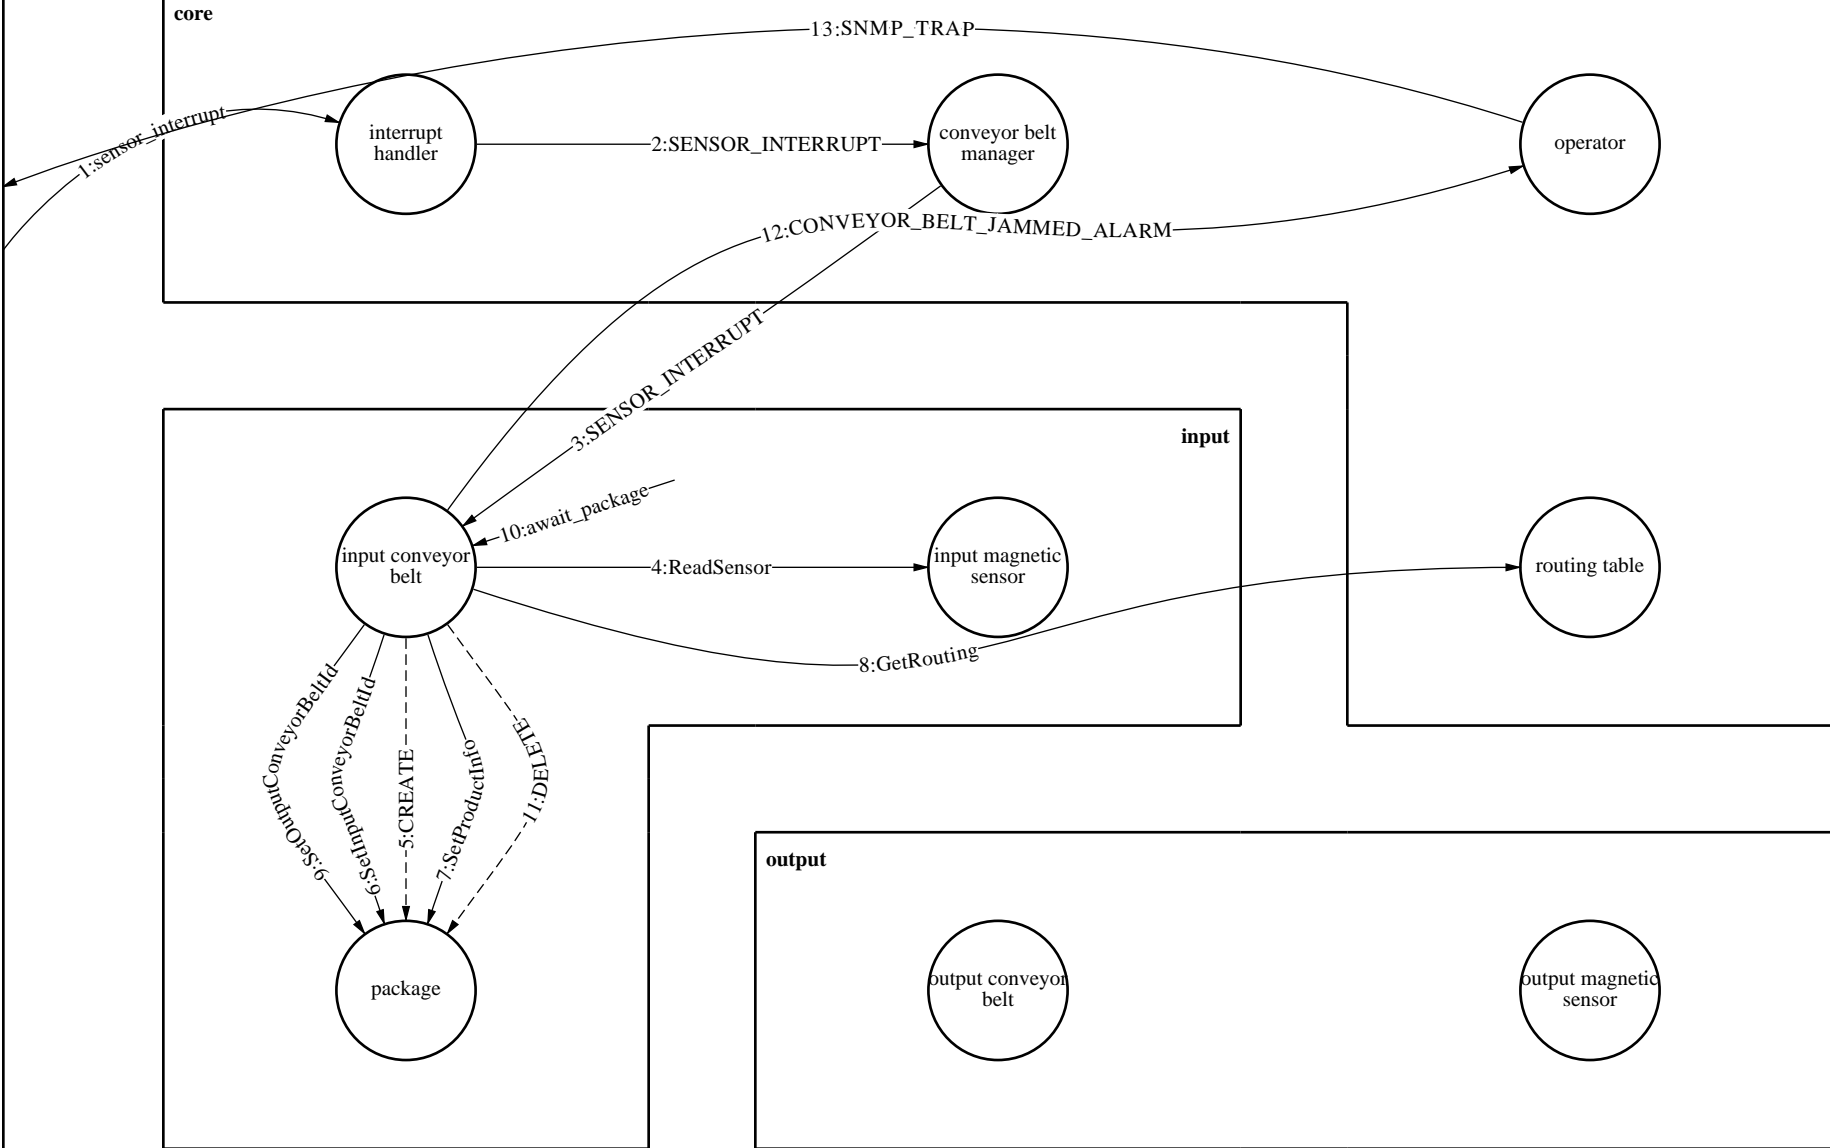 core
13:SNMP_TRAP
1:sensor_interrupt
interrupt
handler
2:SENSOR_INTERRUPT
conveyor belt
manager
operator
12:CONVEYOR_BELT_JAMMED_ALARM
3:SENSOR_INTERRUPT
input
10:await_package
input conveyor
belt
4:ReadSensor
input magnetic
sensor
routing table
8:GetRouting
9:SetOutputConveyorBeltId
6:SetInputConveyorBeltId
5:CREATE
7:SetProductInfo
11:DELETE
output
package
output conveyor
belt
output magnetic
sensor